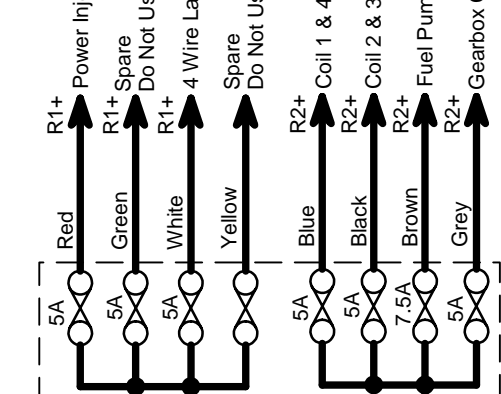 Power Inj
Spare
Do Not Us
4 Wire La
Spare
Do Not Us
Coil 1 & 4
Coil 2 & 3
Fuel Pum
Gearbox
R1+
R1+
R1+
R2+
R2+
R2+
R2+
Red
Green
White
Yellow
Blue
Black
Brown
Grey
5A
5A
5A
5A
5A
7.5A
5A